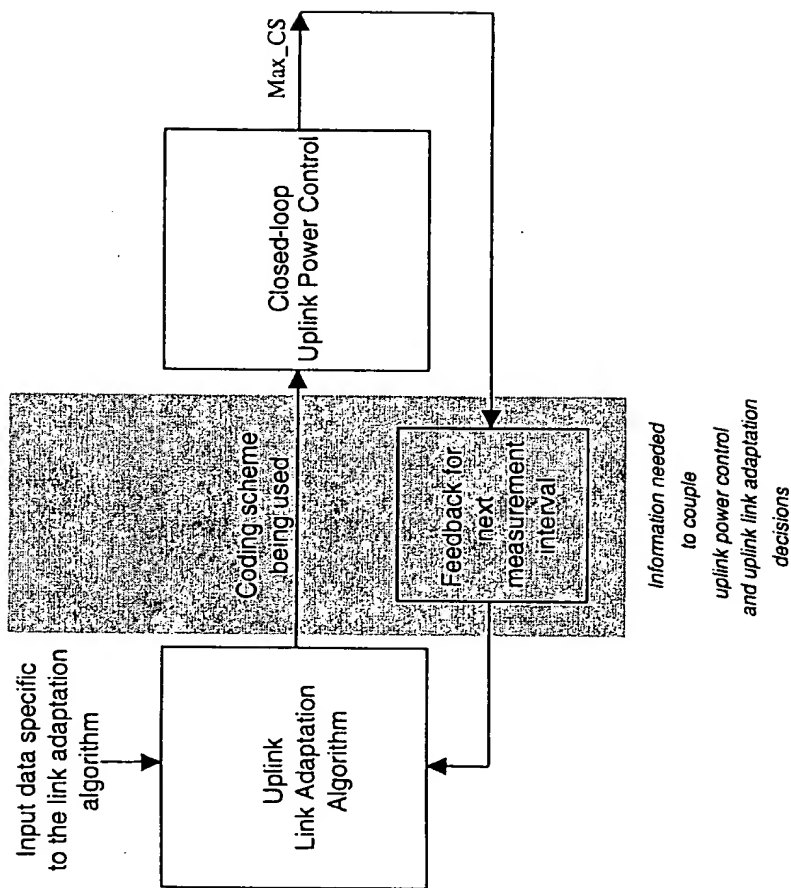 Input data specific
to the link adaptation
algorithm
Uplink
Link Adaptation
Algorithm
Coding scheme
being used
Closed-loop
Uplink Power Control
Max_CS
Feedback for
next
measurement
interval
Information needed
to couple
uplink power control
and uplink link adaptation
decisions